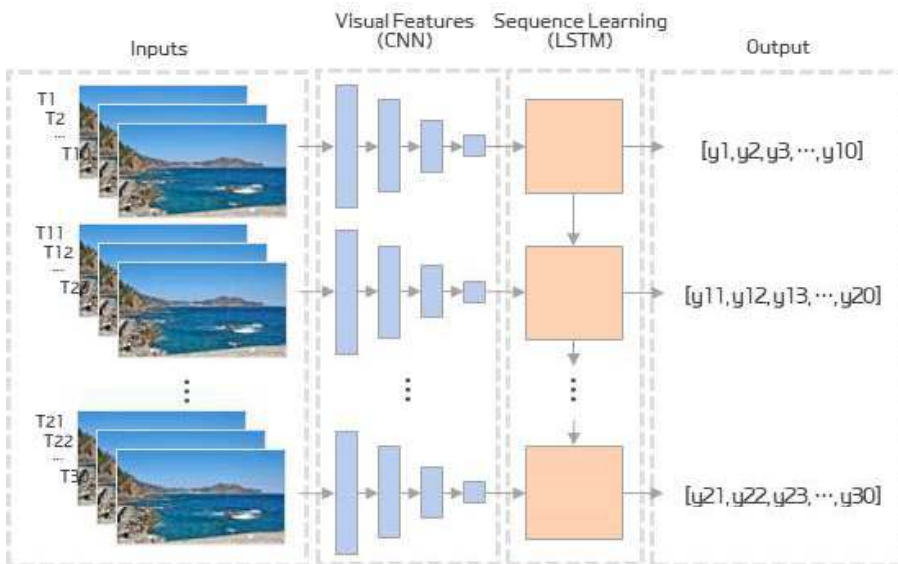 Inputs
Visual Features
(CNN)
Sequence Learning
(LSTM)
Output
T1
T2
...
[y1,y2,y3,⋯,y10]
T11
T12
...
[y11,y12,y13,⋯,y20]
T21
T22
...
[y21,y22,y23,⋯,y30]